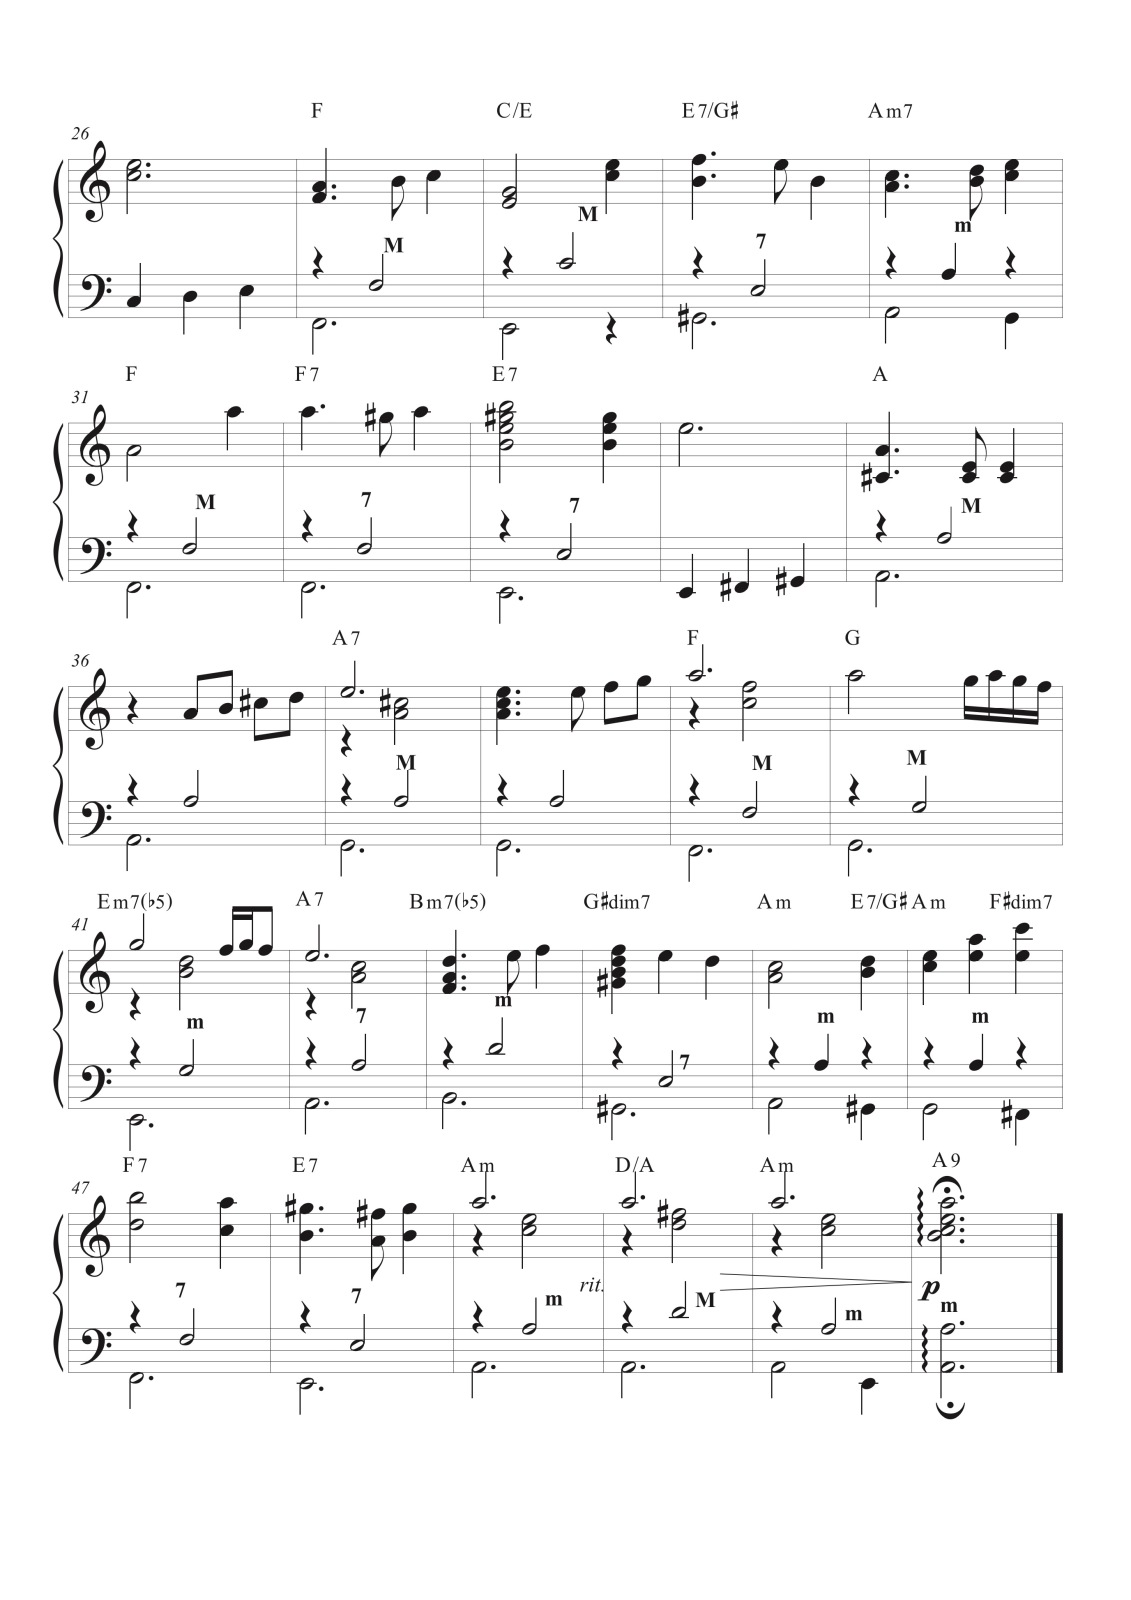 F C/E E7/G♯ Am7
26
M M 7 m
F F7 E7 A
31
M 7 7 M
A7 F G
36
M M M
Em7(♭5) A7 Bm7(♭5) G♯dim7 Am E7/G♯ Am F♯dim7
41
m 7 m 7 m m
F7 E7 Am D/A Am A9
47
7 7 m rit. M m p m